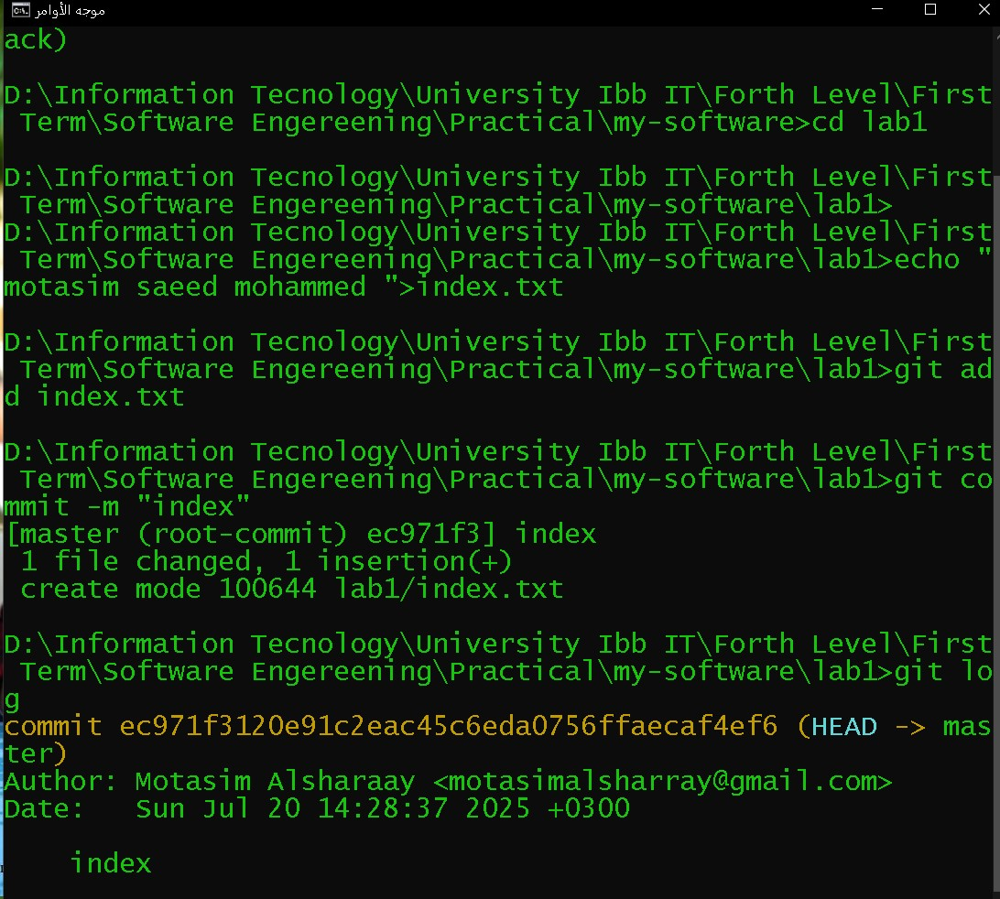 موجه الأوامر
ack)
D:\Information Tecnology\University Ibb IT\Forth Level\First
 Term\Software Engereening\Practical\my-software>cd lab1
D:\Information Tecnology\University Ibb IT\Forth Level\First
 Term\Software Engereening\Practical\my-software\lab1>
D:\Information Tecnology\University Ibb IT\Forth Level\First
 Term\Software Engereening\Practical\my-software\lab1>echo "
motasim saeed mohammed ">index.txt
D:\Information Tecnology\University Ibb IT\Forth Level\First
 Term\Software Engereening\Practical\my-software\lab1>git ad
d index.txt
D:\Information Tecnology\University Ibb IT\Forth Level\First
 Term\Software Engereening\Practical\my-software\lab1>git co
mmit -m "index"
[master (root-commit) ec971f3] index
 1 file changed, 1 insertion(+)
 create mode 100644 lab1/index.txt
D:\Information Tecnology\University Ibb IT\Forth Level\First
 Term\Software Engereening\Practical\my-software\lab1>git lo
g
commit ec971f3120e91c2eac45c6eda0756ffaecaf4ef6 (HEAD -> mas
ter)
Author: Motasim Alsharaay <motasimalsharray@gmail.com>
Date:   Sun Jul 20 14:28:37 2025 +0300
    index